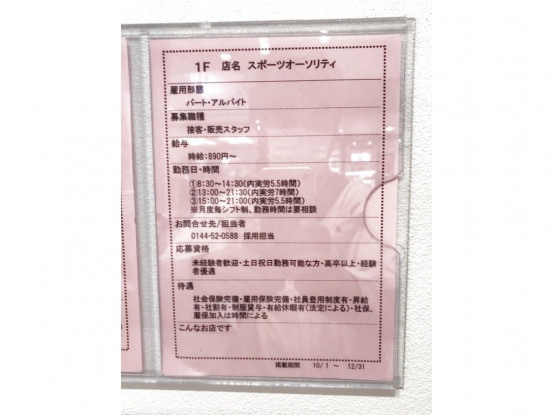 1F 店名 スポーツオーソリティ
雇用形態
パート・アルバイト
募集職種
接客・販売スタッフ
給与
時給:890円～
勤務日・時間
①8:30～14:30(内実労5.5時間)
②13:00～21:30(内実労7時間)
③15:00～21:00(内実労5.5時間)
※月度毎シフト制、勤務時間は要相談
お問合せ先/担当者
0144-52-0588 採用担当
応募資格
未経験者歓迎・土日祝日勤務可能な方・高卒以上・経験
者優遇
待遇
社会保険完備・雇用保険完備・社員登用制度有・昇給
有・社割有・制服貸与・有給休暇有(法定による)・社保、
雇保加入は時間による
こんなお店です
掲載期間 10/1 ～ 12/31